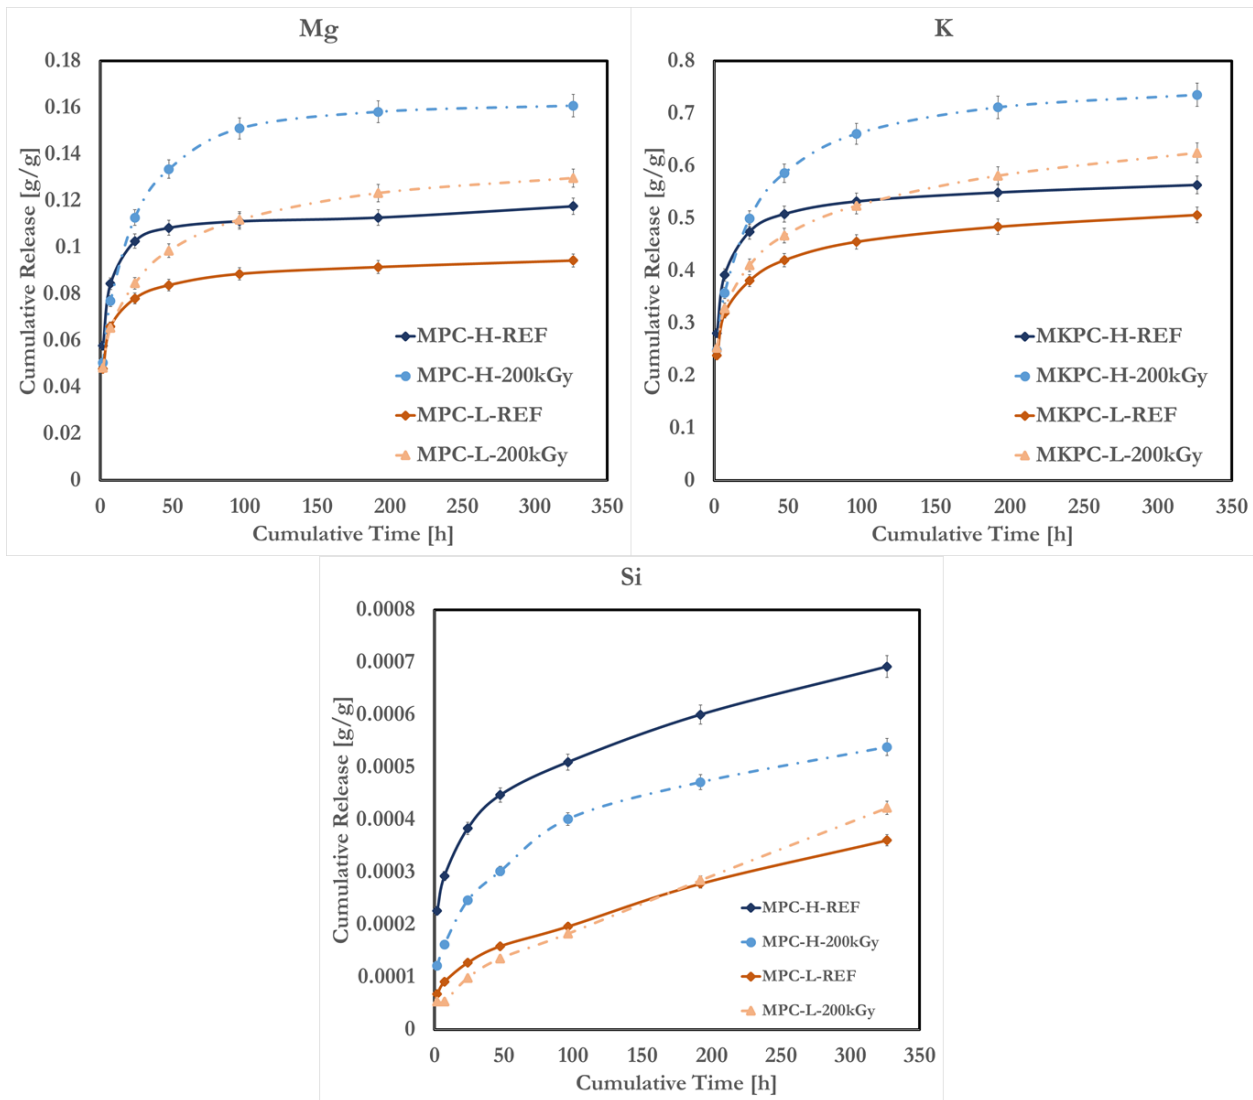 Mg
Cumulative Release [g/g]
0.18
0.16
0.14
0.12
0.1
0.08
0.06
0.04
0.02
0
MPC-H-REF
MPC-H-200kGy
MPC-L-REF
MPC-L-200kGy
0 50 100 150 200 250 300 350
Cumulative Time [h]
K
Cumulative Release [g/g]
0.8
0.7
0.6
0.5
0.4
0.3
0.2
0.1
0
MKPC-H-REF
MKPC-H-200kGy
MKPC-L-REF
MKPC-L-200kGy
0 50 100 150 200 250 300 350
Cumulative Time [h]
Si
Cumulative Release [g/g]
0.0008
0.0007
0.0006
0.0005
0.0004
0.0003
0.0002
0.0001
0
MPC-H-REF
MPC-H-200kGy
MPC-L-REF
MPC-L-200kGy
0 50 100 150 200 250 300 350
Cumulative Time [h]